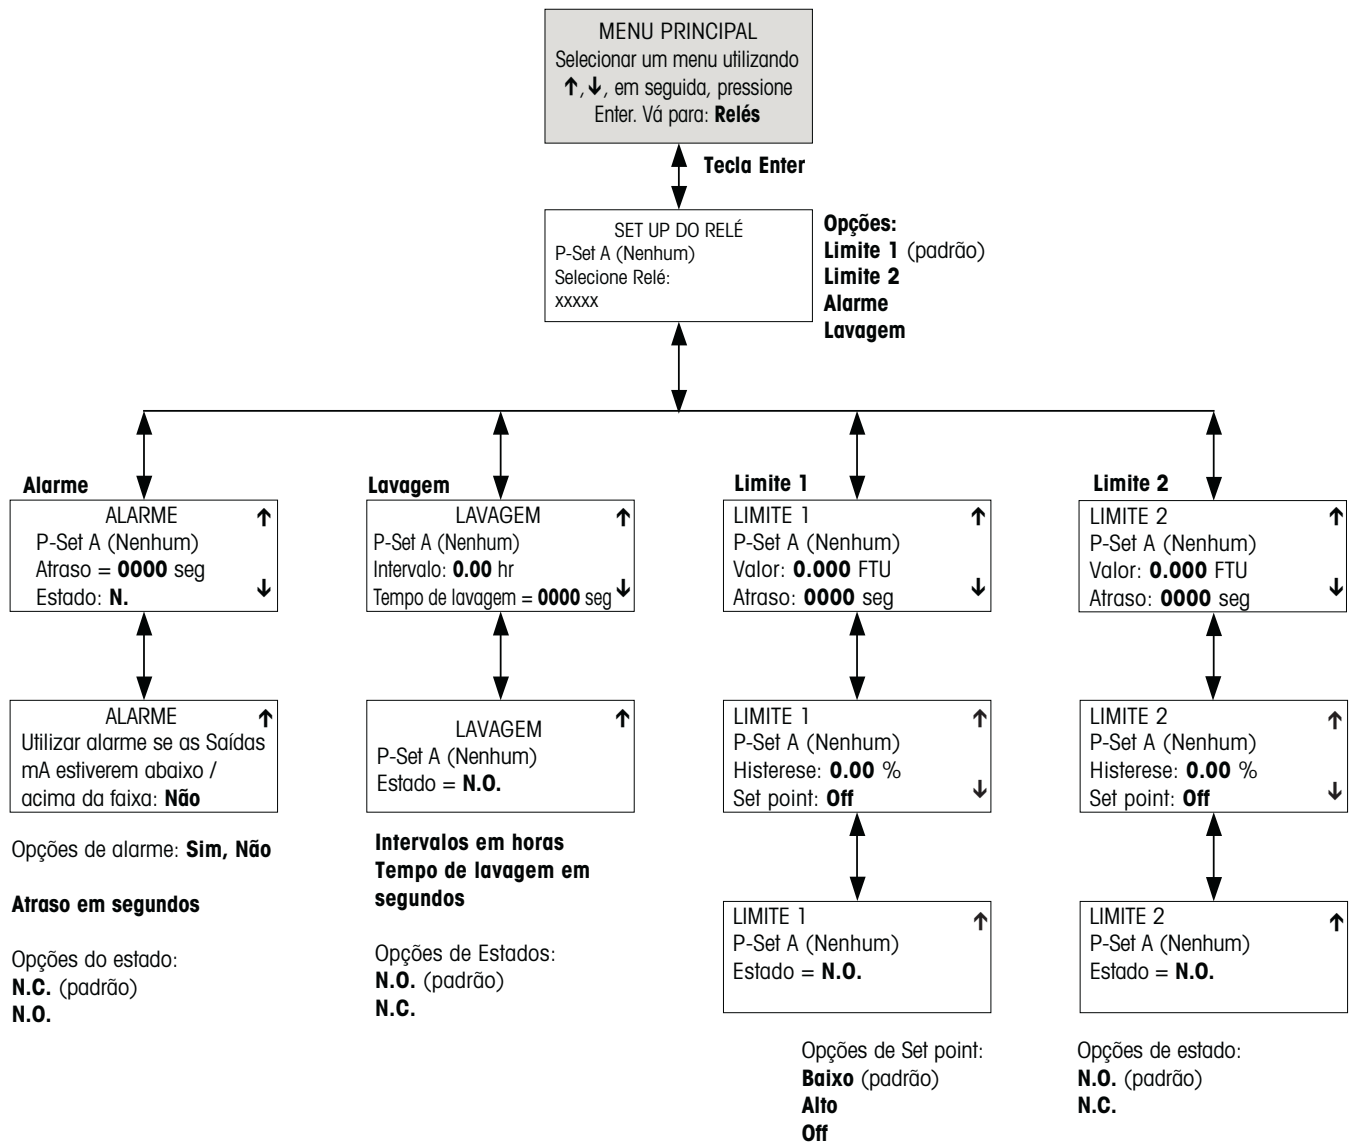 MENU PRINCIPAL
Selecionar um menu utilizando
↑,↓, em seguida, pressione
Enter. Vá para: Relés
Tecla Enter
SET UP DO RELÉ
P-Set A (Nenhum)
Selecione Relé:
xxxxx
Opções:
Limite 1 (padrão)
Limite 2
Alarme
Lavagem
Alarme
ALARME ↑
P-Set A (Nenhum)
Atraso = 0000 seg
Estado: N. ↓
ALARME ↑
Utilizar alarme se as Saídas
mA estiverem abaixo /
acima da faixa: Não
Opções de alarme: Sim, Não
Atraso em segundos
Opções do estado:
N.C. (padrão)
N.O.
Lavagem
LAVAGEM ↑
P-Set A (Nenhum)
Intervalo: 0.00 hr
Tempo de lavagem = 0000 seg ↓
LAVAGEM ↑
P-Set A (Nenhum)
Estado = N.O.
Intervalos em horas
Tempo de lavagem em
segundos
Opções de Estados:
N.O. (padrão)
N.C.
Limite 1
LIMITE 1 ↑
P-Set A (Nenhum)
Valor: 0.000 FTU
Atraso: 0000 seg ↓
LIMITE 1 ↑
P-Set A (Nenhum)
Histerese: 0.00 %
Set point: Off ↓
LIMITE 1 ↑
P-Set A (Nenhum)
Estado = N.O.
Opções de Set point:
Baixo (padrão)
Alto
Off
Limite 2
LIMITE 2 ↑
P-Set A (Nenhum)
Valor: 0.000 FTU
Atraso: 0000 seg ↓
LIMITE 2 ↑
P-Set A (Nenhum)
Histerese: 0.00 %
Set point: Off ↓
LIMITE 2 ↑
P-Set A (Nenhum)
Estado = N.O.
Opções de estado:
N.O. (padrão)
N.C.